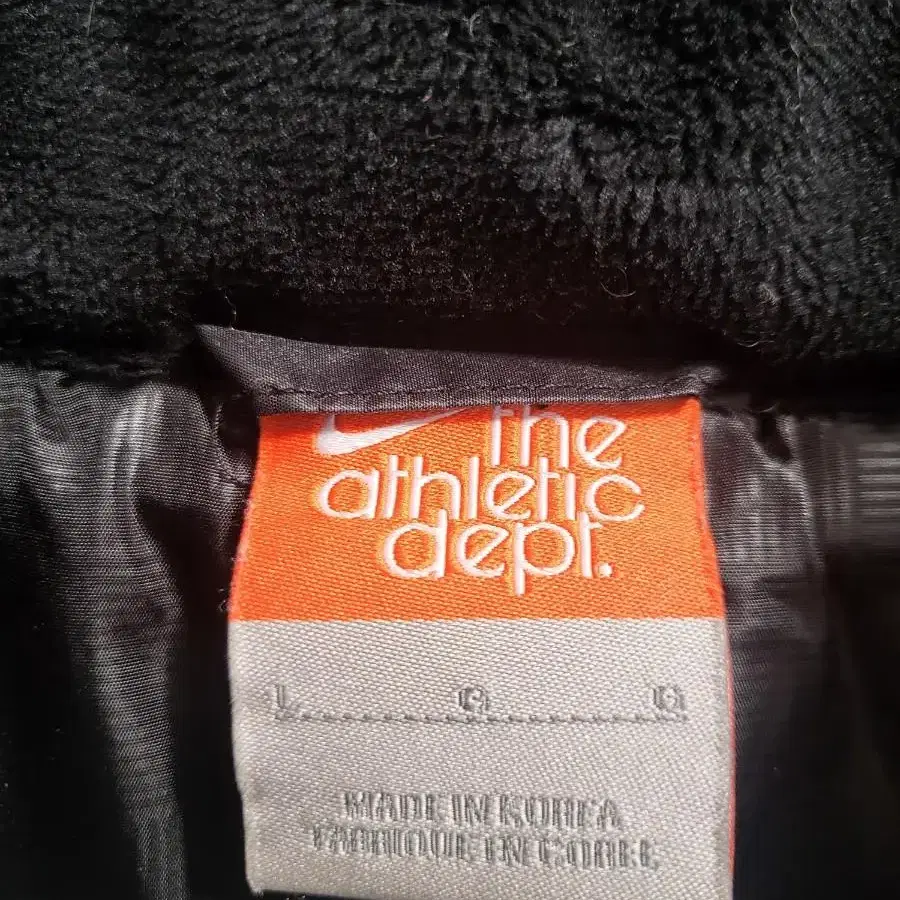 the
athletic
dept.
L G G
MADE IN KOREA
FABRIQUE EN COREE